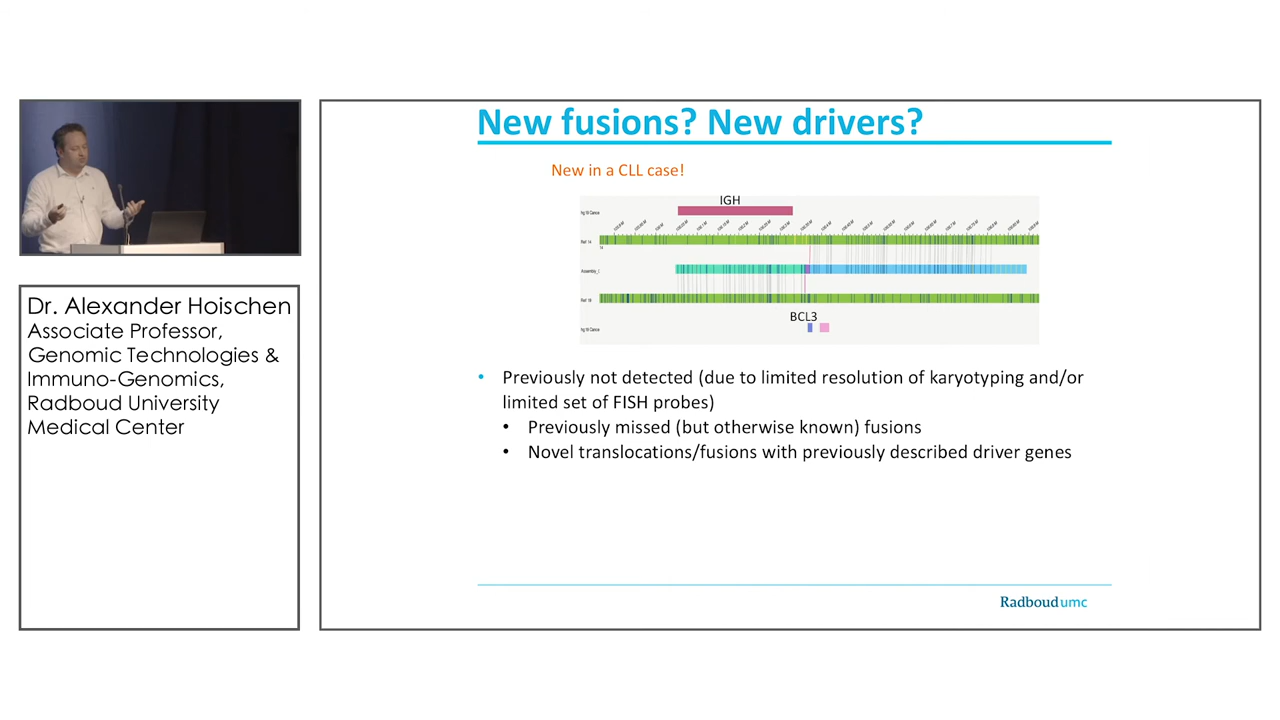 New fusions? New drivers?
New in a CLL case!
IGH
BCL3
• Previously not detected (due to limited resolution of karyotyping and/or
limited set of FISH probes)
• Previously missed (but otherwise known) fusions
• Novel translocations/fusions with previously described driver genes
Radboudumc
Dr. Alexander Hoischen
Associate Professor,
Genomic Technologies &
Immuno-Genomics,
Radboud University
Medical Center